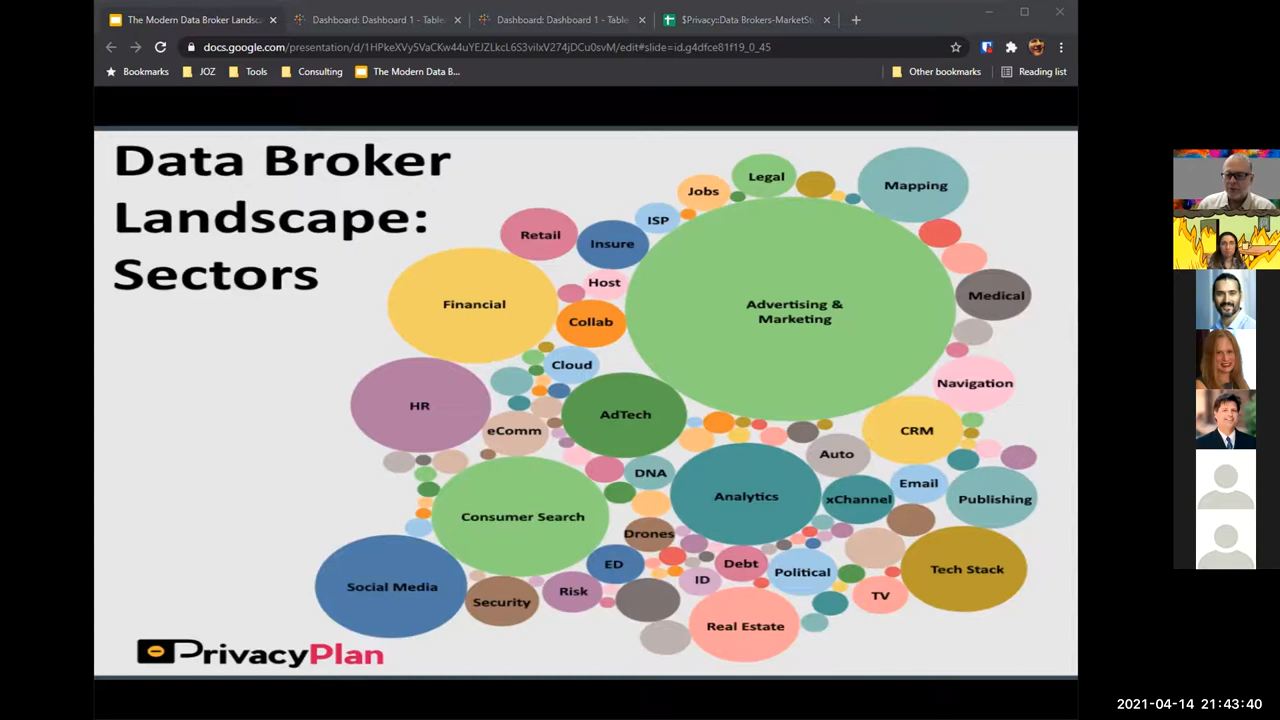 The Modern Data Broker Landsc
Dashboard: Dashboard 1 - Table
Dashboard: Dashboard 1 - Table
$Privacy::Data Brokers-MarketSt
docs.google.com/presentation/d/
/edit#slide=id.g4dfce81f19_0_45
Bookmarks
JOZ
Tools
Consulting
The Modern Data B...
Other bookmarks
Reading list
Data Broker
Landscape:
Sectors
Legal
Jobs
Mapping
ISP
Retail
Insure
Host
Medical
Financial
Advertising &
Marketing
Collab
Cloud
Navigation
HR
AdTech
eComm
CRM
Auto
DNA
Email
Analytics
xChannel
Publishing
Consumer Search
Drones
ED
Debt
Political
Tech Stack
ID
Social Media
Security
Risk
TV
Real Estate
PrivacyPlan
2021-04-14 21:43:40